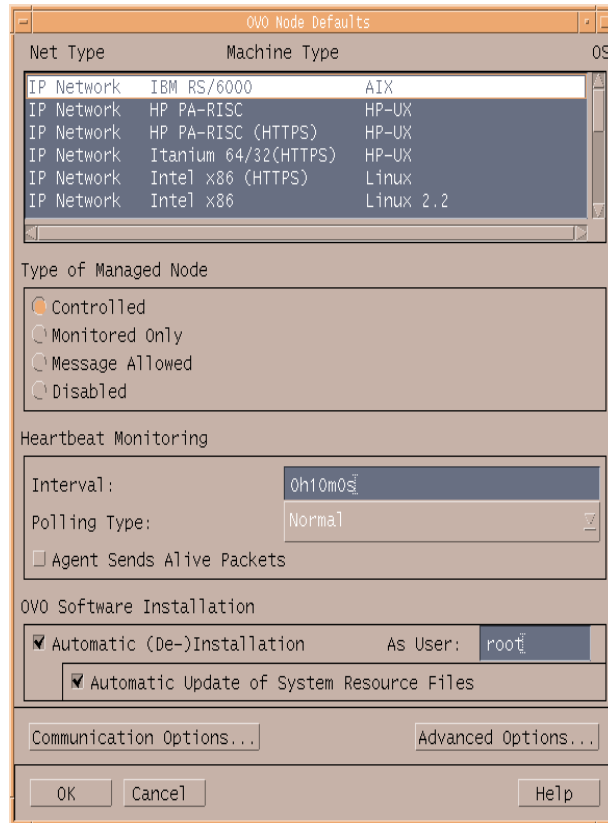 OVO Node Defaults
Net Type Machine Type OS
IP Network IBM RS/6000 AIX
IP Network HP PA-RISC HP-UX
IP Network HP PA-RISC (HTTPS) HP-UX
IP Network Itanium 64/32(HTTPS) HP-UX
IP Network Intel x86 (HTTPS) Linux
IP Network Intel x86 Linux 2.2
Type of Managed Node
Controlled
Monitored Only
Message Allowed
Disabled
Heartbeat Monitoring
Interval: 0h10m0s
Polling Type: Normal
Agent Sends Alive Packets
OVO Software Installation
Automatic (De-)Installation As User: root
Automatic Update of System Resource Files
Communication Options... Advanced Options...
OK Cancel Help